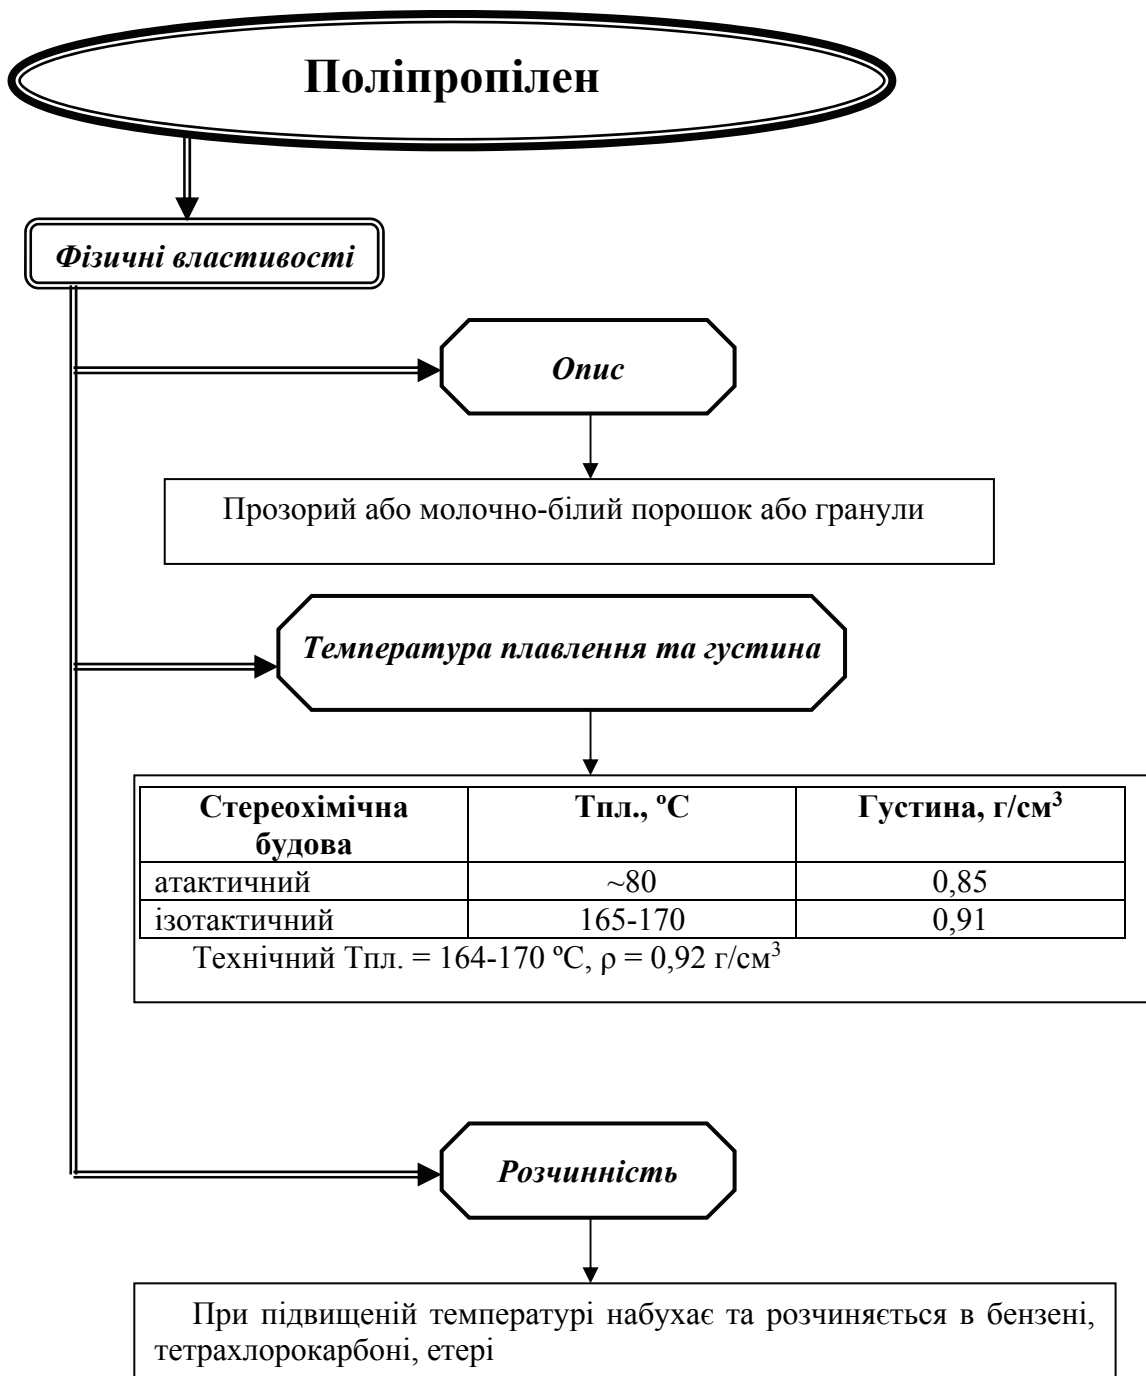 Поліпропілен
Фізичні властивості
Опис
Прозорий або молочно-білий порошок або гранули
Температура плавлення та густина
Стереохімічна будова Тпл., ºС Густина, г/см³
атактичний ~80 0,85
ізотактичний 165-170 0,91
Технічний Тпл. = 164-170 ºС, ρ = 0,92 г/см³
Розчинність
При підвищеній температурі набухає та розчиняється в бензені,
тетрахлорокарбоні, етері